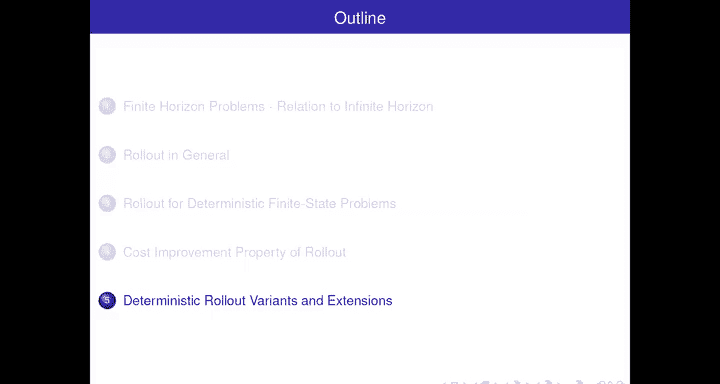 Outline
Finite Horizon Problems - Relation to Infinite Horizon
Rollout in General
Rollout for Deterministic Finite-State Problems
Cost Improvement Property of Rollout
5 Deterministic Rollout Variants and Extensions